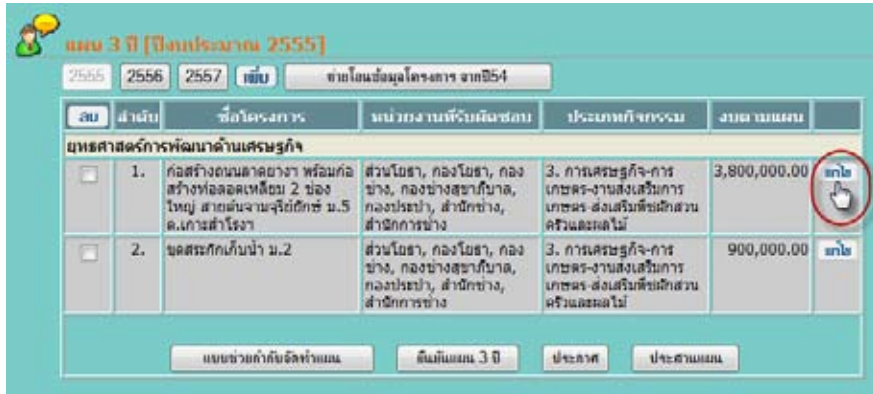 แผน 3 ปี [ปีงบประมาณ 2555]
2555 2556 2557 เพิ่ม ถ่ายโอนข้อมูลโครงการ จากปี54
ลบ ลำดับ ชื่อโครงการ หน่วยงานที่รับผิดชอบ ประเภทกิจกรรม งบตามแผน
ยุทธศาสตร์การพัฒนาด้านเศรษฐกิจ
1. ก่อสร้างถนนลาดยางฯ พร้อมก่อ ส่วนโยธา, กองโยธา, กอง 3. การเศรษฐกิจ-การ 3,800,000.00 แก้ไข
สร้างท่อลอดเหลี่ยม 2 ช่อง ช่าง, กองช่างสุขาภิบาล, เกษตร-งานส่งเสริมการ
ใหญ่ สายต้นจามจุรียักษ์ ม.5 กองประปา, สำนักช่าง, เกษตร-ส่งเสริมพืชผักสวน
ต.เกาะสำโรงฯ สำนักการช่าง ครัวและผลไม้
2. ขุดสระกักเก็บน้ำ ม.2 ส่วนโยธา, กองโยธา, กอง 3. การเศรษฐกิจ-การ 900,000.00 แก้ไข
ช่าง, กองช่างสุขาภิบาล, เกษตร-งานส่งเสริมการ
กองประปา, สำนักช่าง, เกษตร-ส่งเสริมพืชผักสวน
สำนักการช่าง ครัวและผลไม้
แบบช่วยกำกับจัดทำแผน ยืนยันแผน 3 ปี ประกาศ ประสานแผน